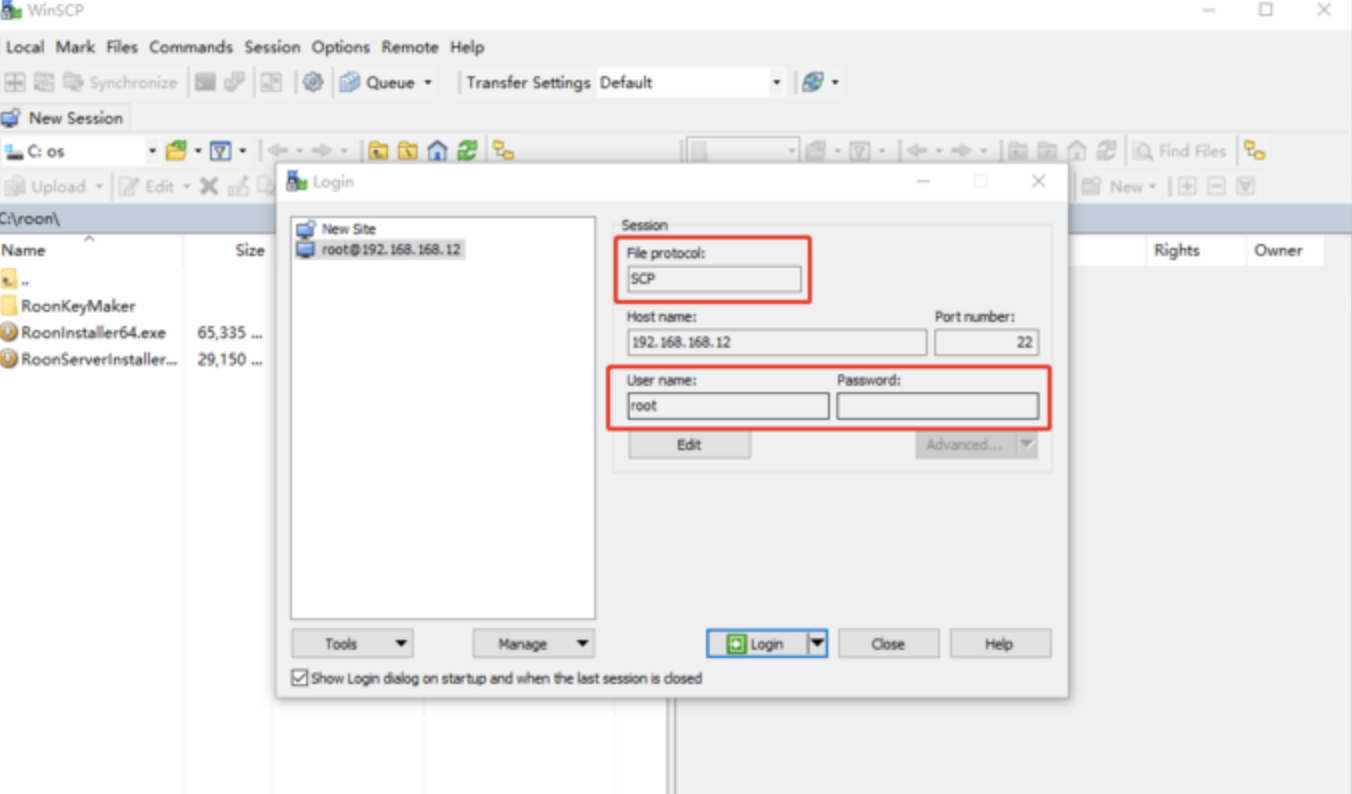 WinSCP
Local Mark Files Commands Session Options Remote Help
Synchronize Queue Transfer Settings Default
New Session
C: os Find Files
Upload Edit New
C:\roon\
Name Size Rights Owner
..
RoonKeyMaker
RoonInstaller64.exe 65,335 ...
RoonServerInstaller... 29,150 ...
Login
New Site
root@192.168.168.12
Session
File protocol:
SCP
Host name: Port number:
192.168.168.12 22
User name: Password:
root
Edit Advanced...
Tools Manage Login Close Help
Show Login dialog on startup and when the last session is closed